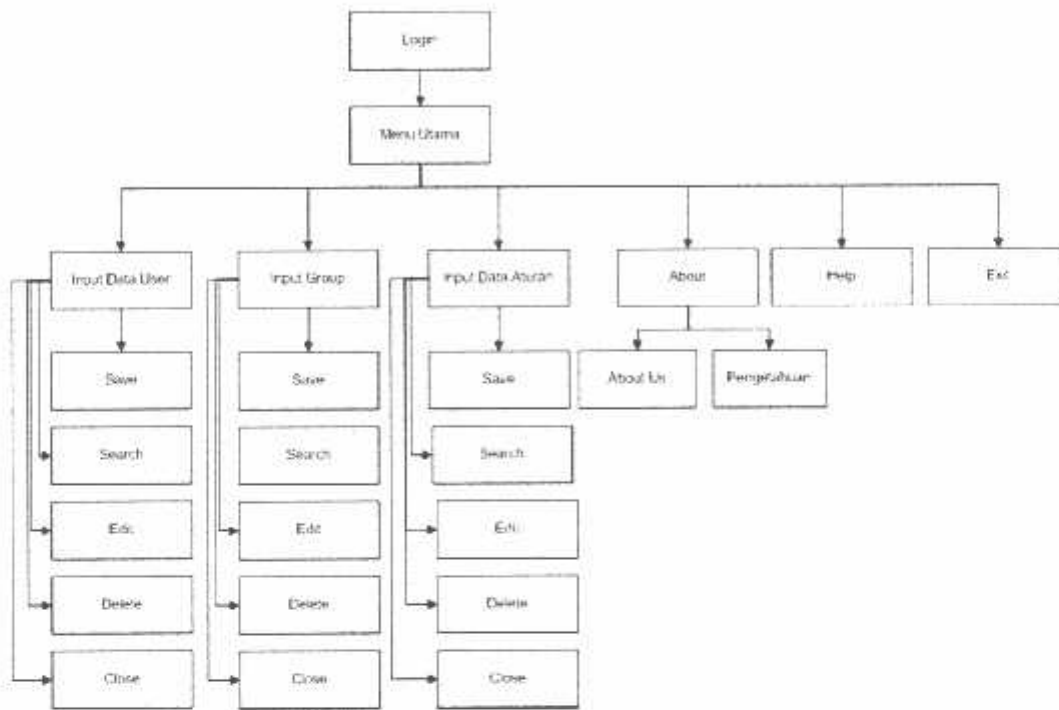 Login
Menu Utama
Input Data User
Input Group
Input Data Aturan
About
Help
Exit
Save
Save
Save
About Us
Pengetahuan
Search
Search
Search
Edit
Edit
Edit
Delete
Delete
Delete
Close
Close
Close